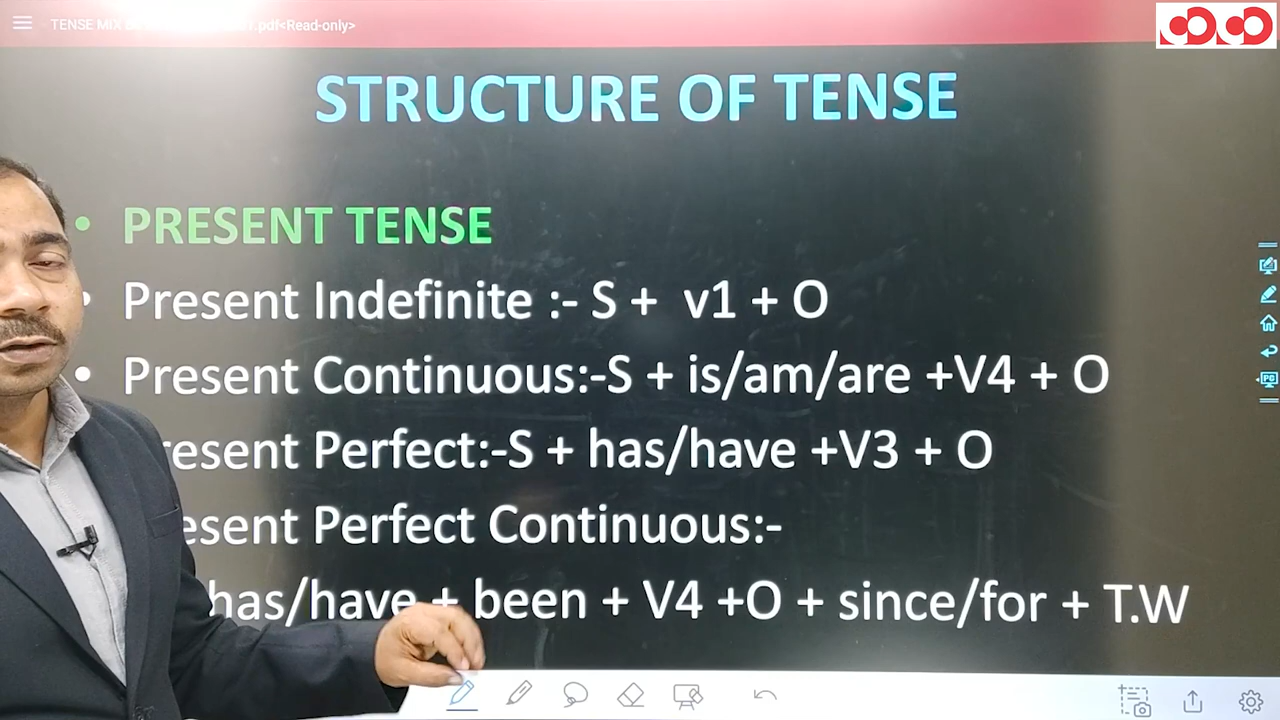 TENSE MIX .pdf<Read-only>
STRUCTURE OF TENSE
• PRESENT TENSE
• Present Indefinite :- S + v1 + O
• Present Continuous:-S + is/am/are +V4 + O
resent Perfect:-S + has/have +V3 + O
esent Perfect Continuous:-
has/have + been + V4 +O + since/for + T.W